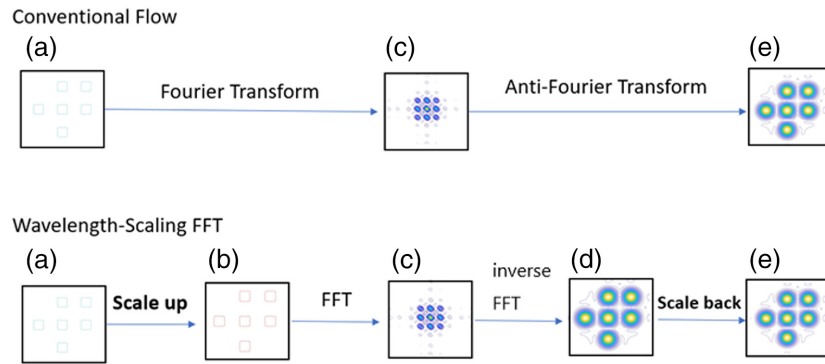 Conventional Flow
(a) (c) (e)
Fourier Transform
Anti-Fourier Transform
Wavelength-Scaling FFT
(a) (b) (c) (d) (e)
Scale up
FFT
inverse
FFT
Scale back